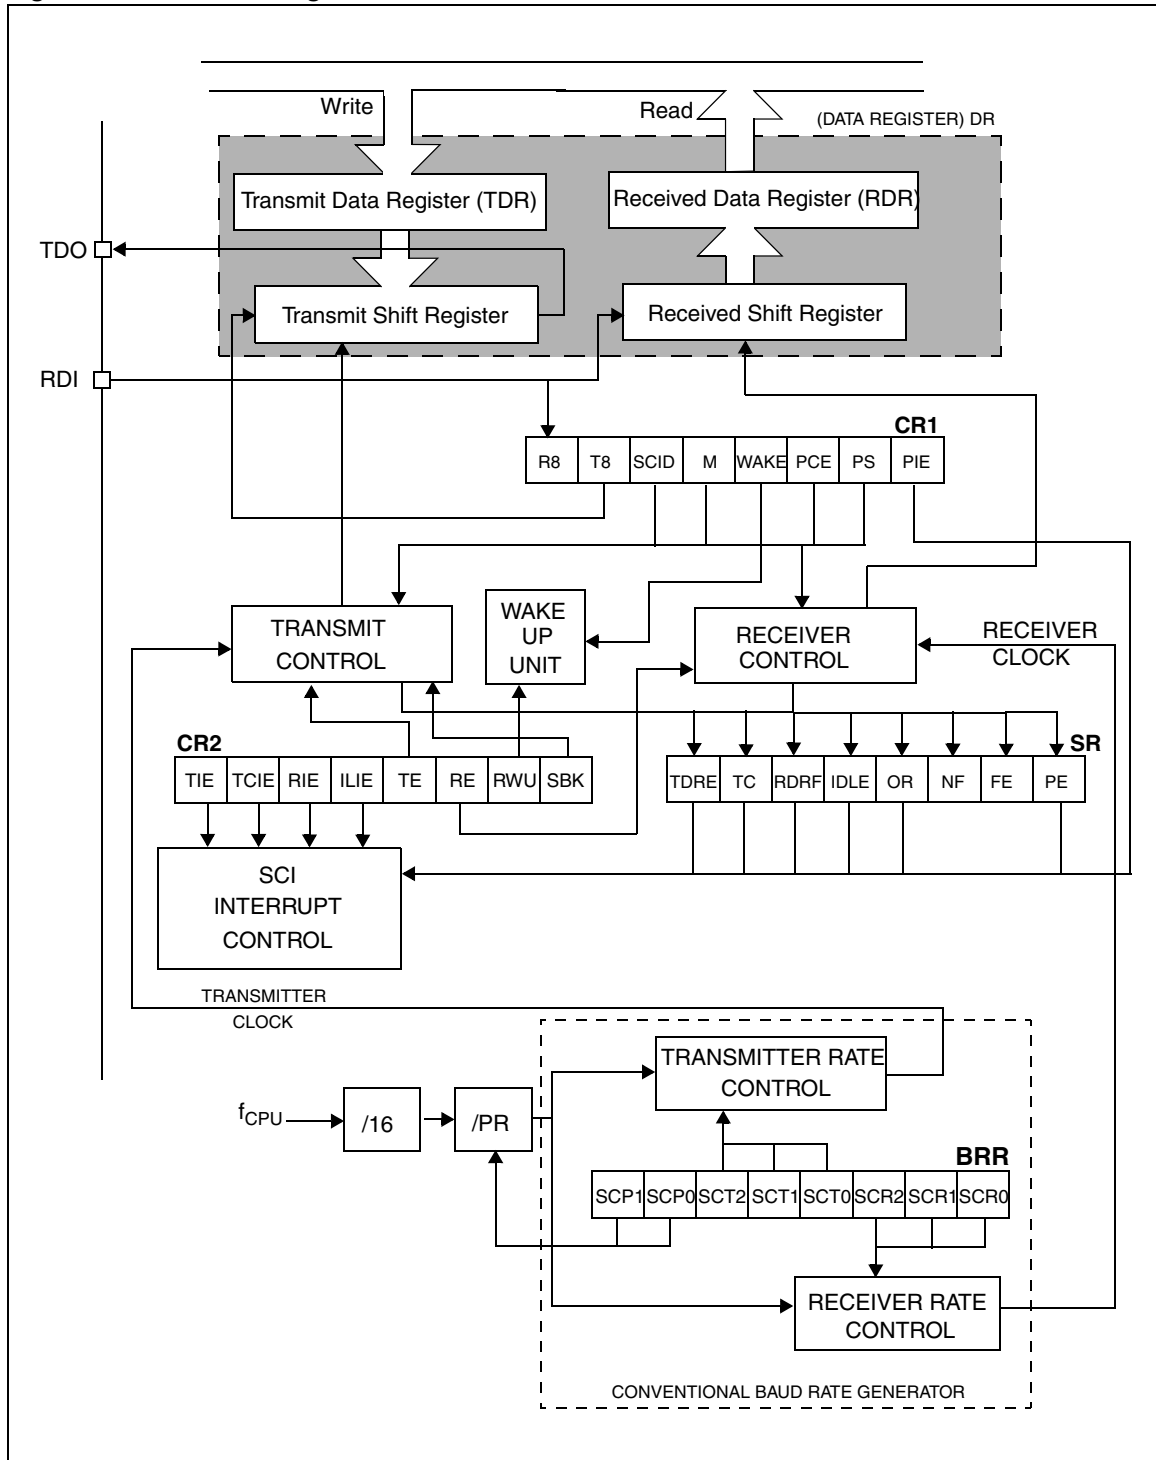 Write
Read
(DATA REGISTER) DR
Transmit Data Register (TDR)
Received Data Register (RDR)
TDO
Transmit Shift Register
Received Shift Register
RDI
CR1
R8 T8 SCID M WAKE PCE PS PIE
TRANSMIT
CONTROL
WAKE
UP
UNIT
RECEIVER
CONTROL
RECEIVER
CLOCK
CR2
TIE TCIE RIE ILIE TE RE RWU SBK
SR
TDRE TC RDRF IDLE OR NF FE PE
SCI
INTERRUPT
CONTROL
TRANSMITTER
CLOCK
TRANSMITTER RATE
CONTROL
fCPU
/16
/PR
BRR
SCP1 SCP0 SCT2 SCT1 SCT0 SCR2 SCR1 SCR0
RECEIVER RATE
CONTROL
CONVENTIONAL BAUD RATE GENERATOR